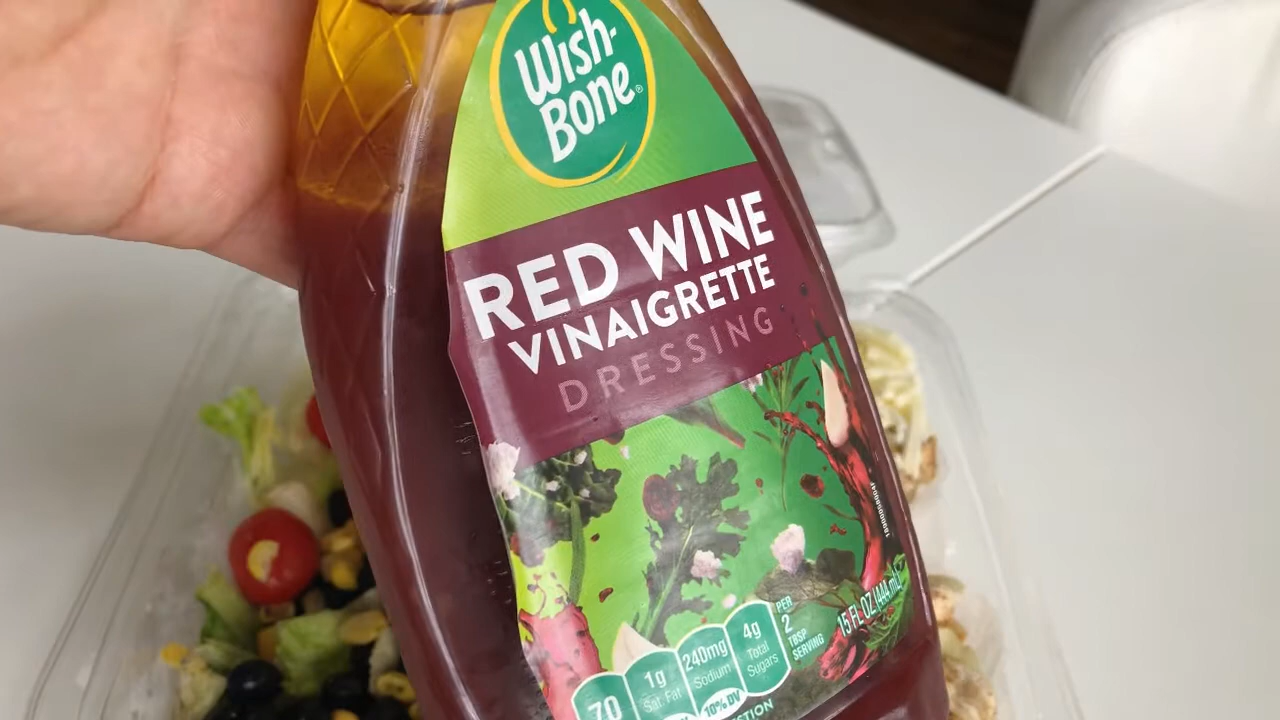 Wish-
Bone®
RED WINE
VINAIGRETTE
DRESSING
70
1g
Sat Fat
240mg
Sodium
10% DV
4g
Total
Sugars
PER
2
TBSP
SERVING
15 FL OZ (444 mL)